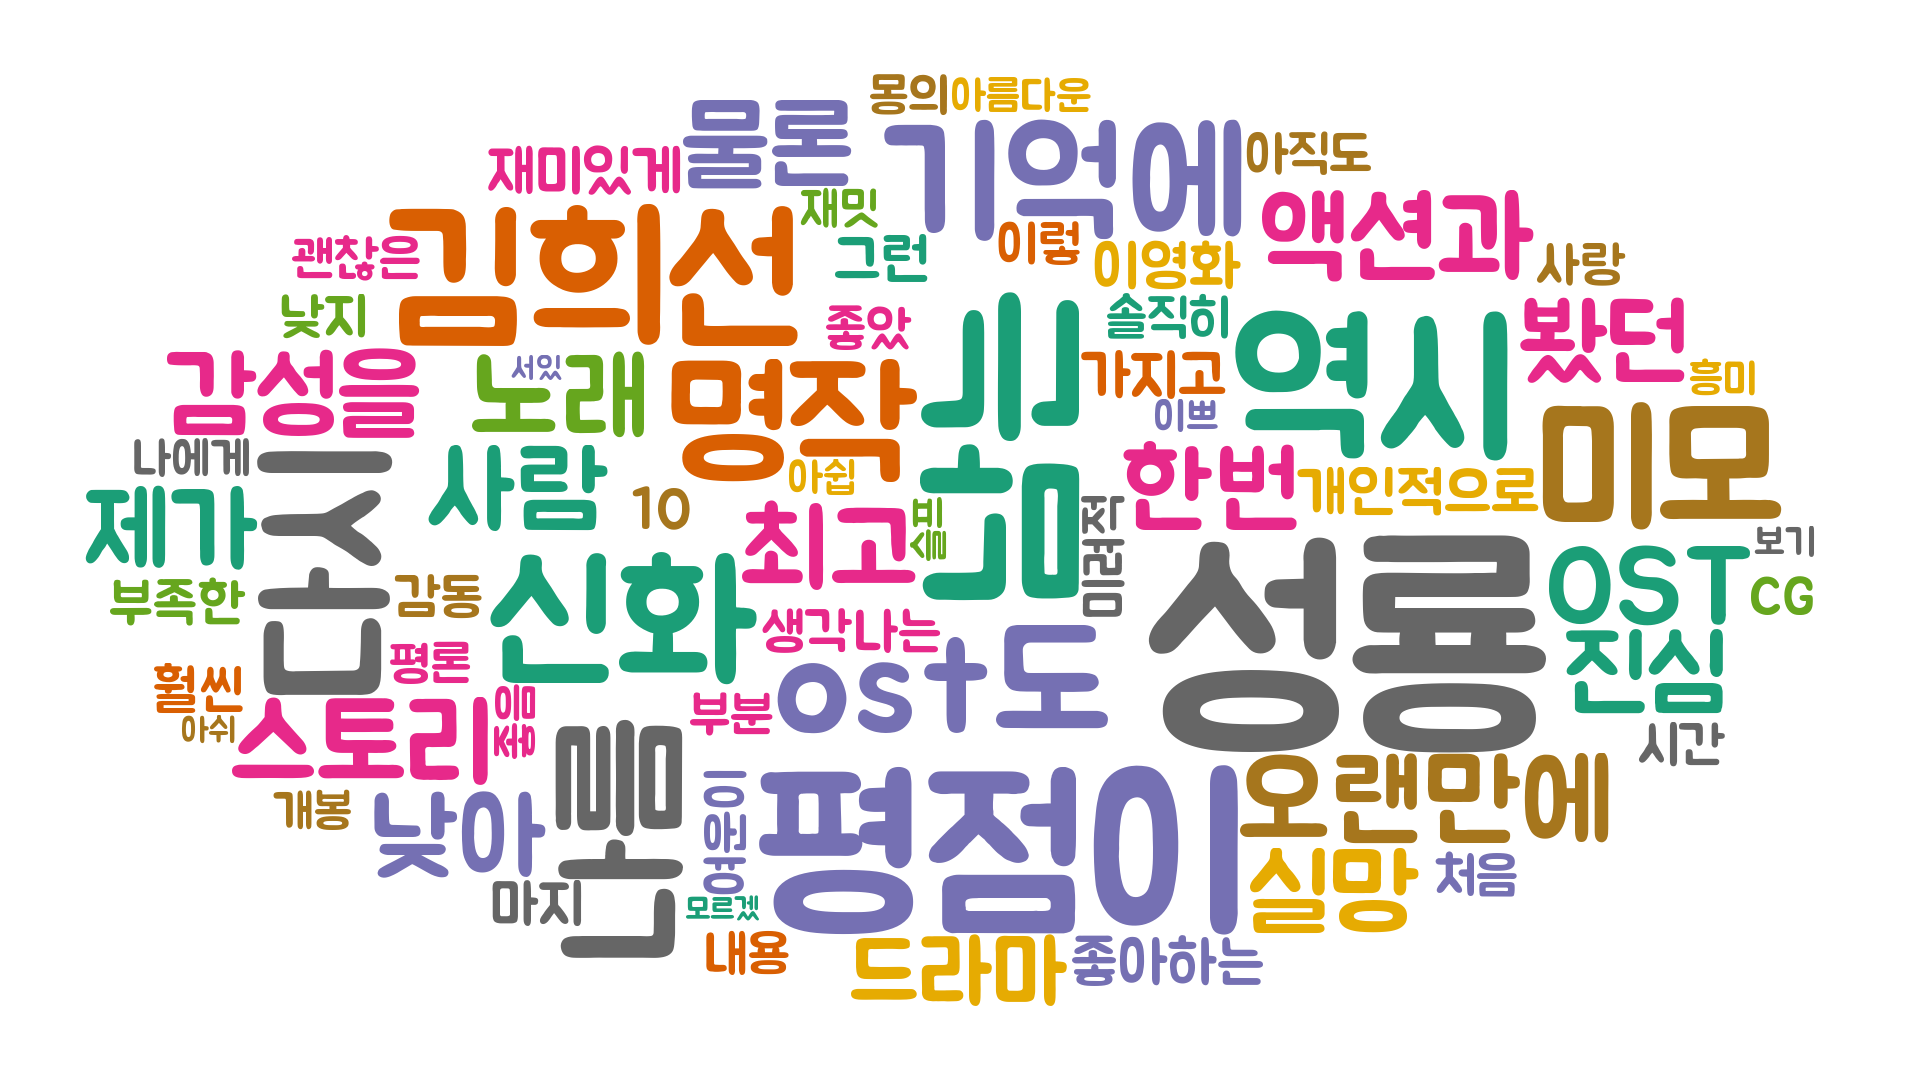 몽의
아름다운
기억에
물론
재미있게
아직도
재밋
액션과
김희선
그런
이렇
이영화
사랑
괜찮은
낮지
좋았
솔직히
역시
봤던
감성을
노래
서있
명작
가지고
흥미
이쁘
미모
나에게
사람
아쉽
한번
개인적으로
제가
10
최고
보기
부족한
감동
신화
성룡
OST
CG
생각나는
평론
ost도
진심
훨씬
부분
아쉬
스토리
시간
개봉
낮아
평점이
오랜만에
마지
모르겠
실망
처음
내용
드라마
좋아하는